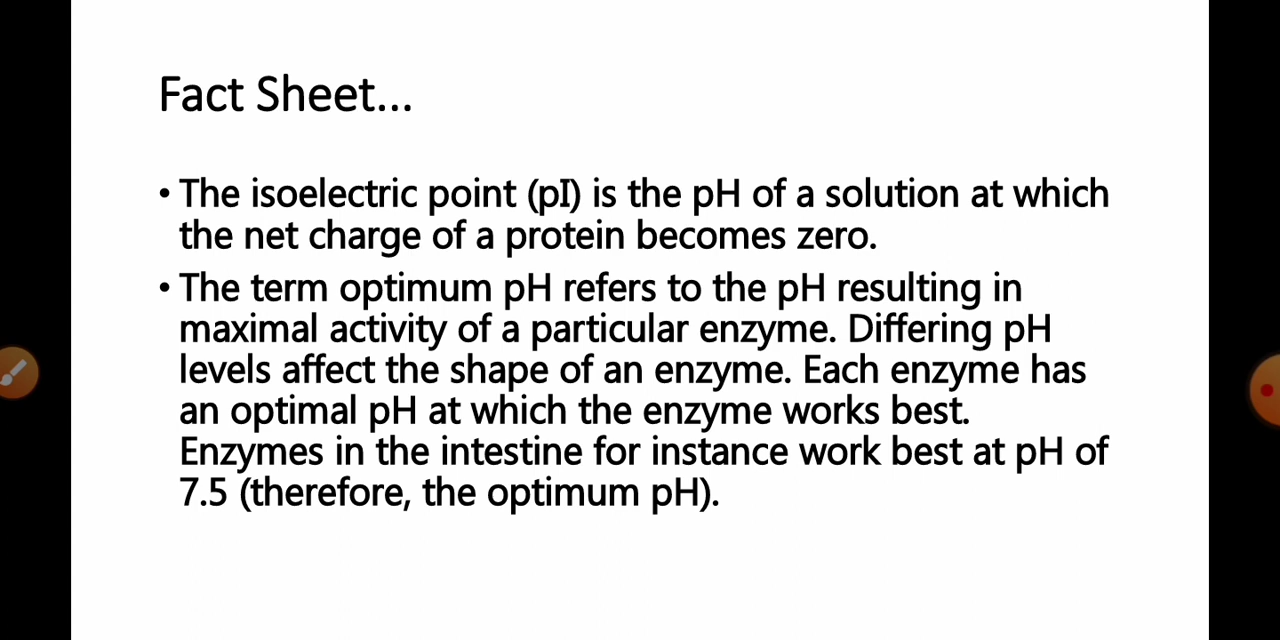 Fact Sheet...
• The isoelectric point (pI) is the pH of a solution at which
the net charge of a protein becomes zero.
• The term optimum pH refers to the pH resulting in
maximal activity of a particular enzyme. Differing pH
levels affect the shape of an enzyme. Each enzyme has
an optimal pH at which the enzyme works best.
Enzymes in the intestine for instance work best at pH of
7.5 (therefore, the optimum pH).